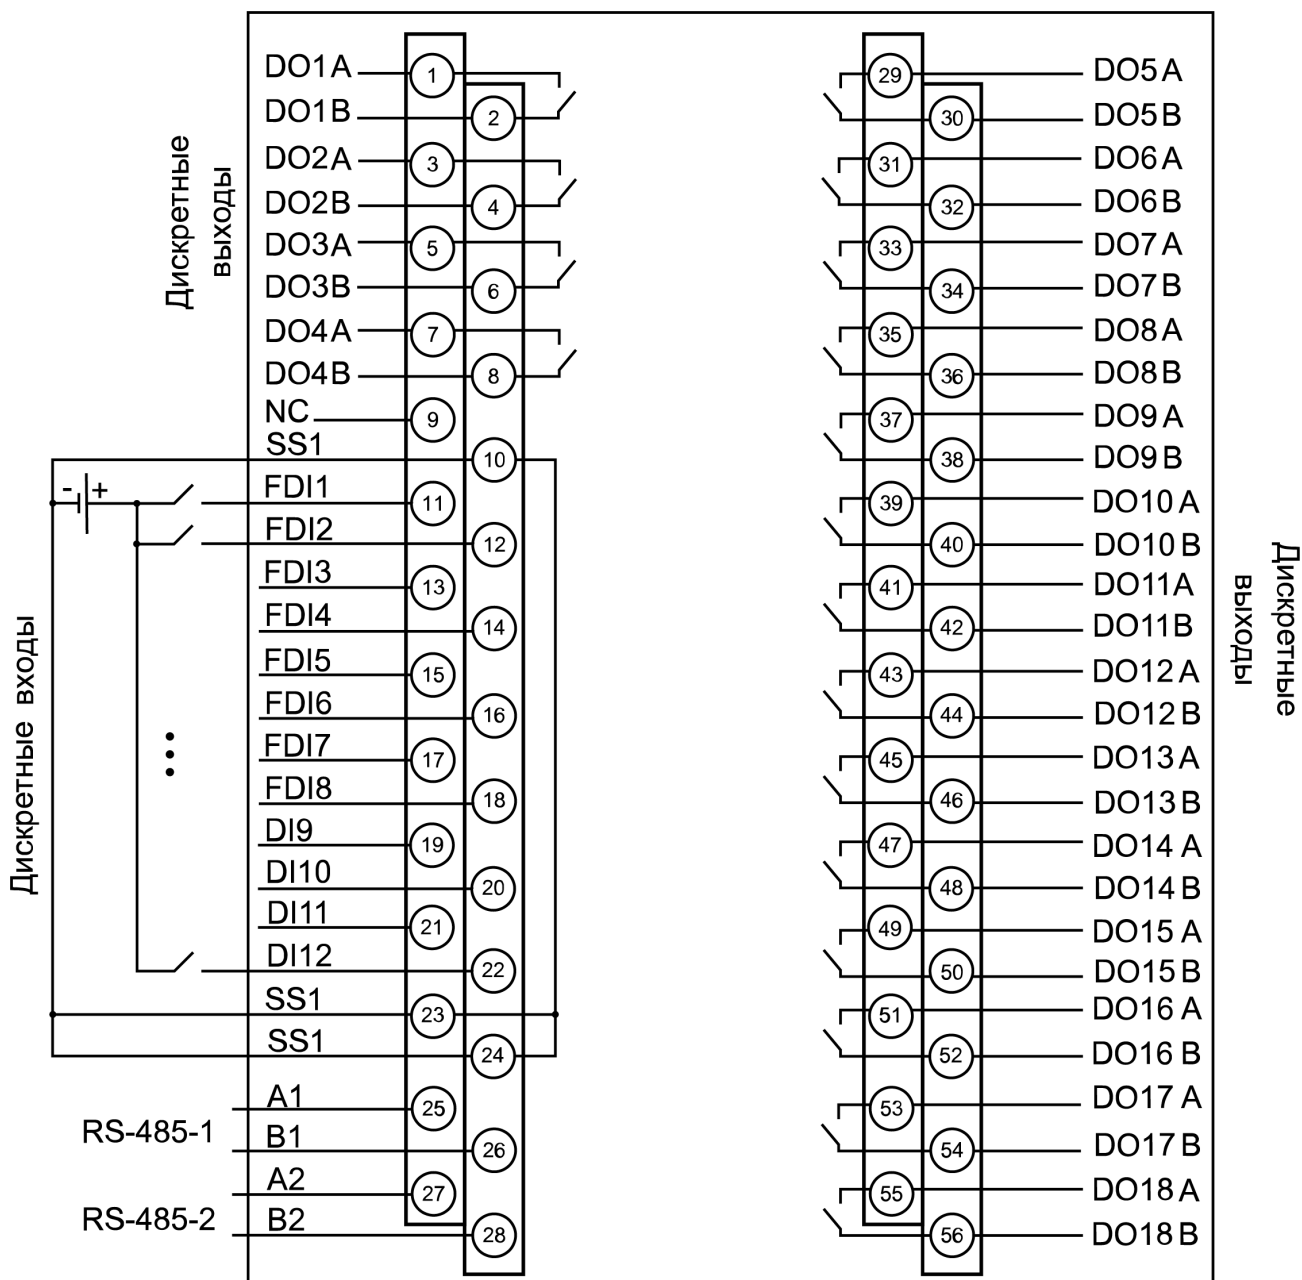 Дискретные
выходы
DO1A 1
DO1B 2
DO2A 3
DO2B 4
DO3A 5
DO3B 6
DO4A 7
DO4B 8
NC 9
SS1 10
- +
FDI1 11
FDI2 12
FDI3 13
FDI4 14
FDI5 15
FDI6 16
FDI7 17
FDI8 18
DI9 19
DI10 20
DI11 21
DI12 22
SS1 23
SS1 24
Дискретные входы
RS-485-1
A1 25
B1 26
RS-485-2
A2 27
B2 28
29 DO5A
30 DO5B
31 DO6A
32 DO6B
33 DO7A
34 DO7B
35 DO8A
36 DO8B
37 DO9A
38 DO9B
39 DO10A
40 DO10B
41 DO11A
42 DO11B
43 DO12A
44 DO12B
45 DO13A
46 DO13B
47 DO14A
48 DO14B
49 DO15A
50 DO15B
51 DO16A
52 DO16B
53 DO17A
54 DO17B
55 DO18A
56 DO18B
Дискретные
выходы